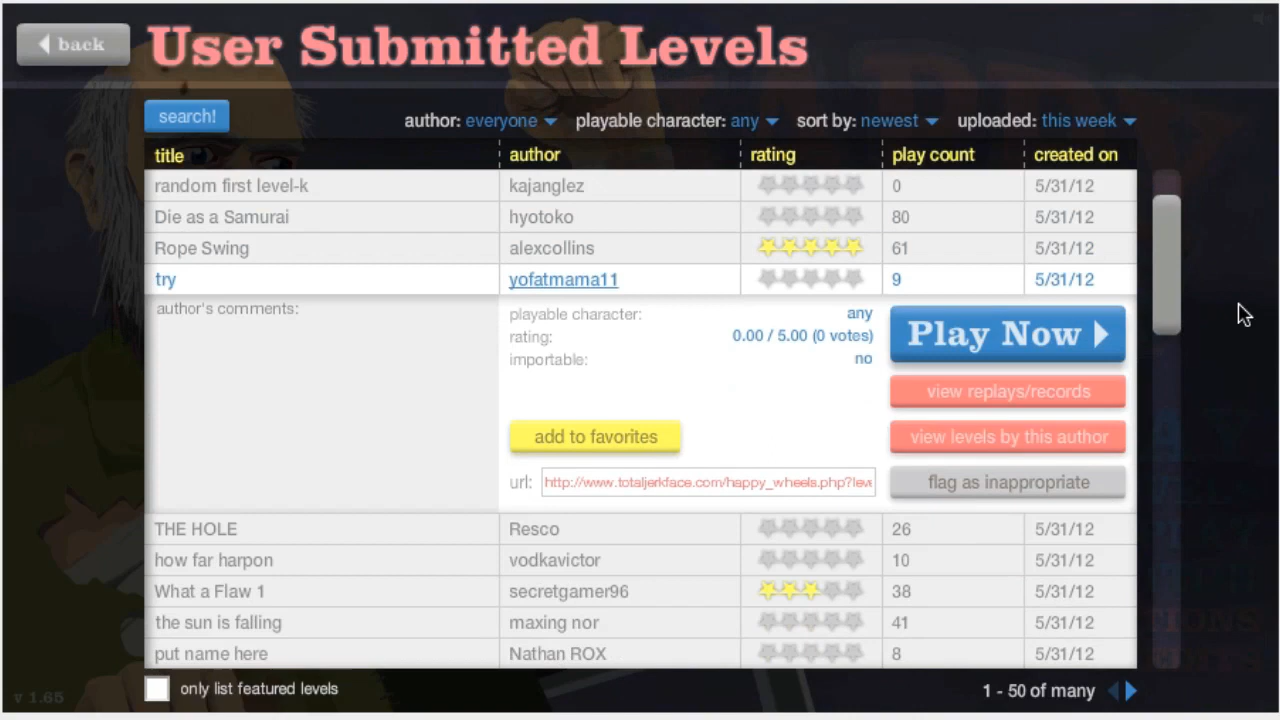 back
User Submitted Levels
search!
author: everyone playable character: any sort by: newest uploaded: this week
title author rating play count created on
random first level-k kajanglez 0 5/31/12
Die as a Samurai hyotoko 80 5/31/12
Rope Swing alexcollins 61 5/31/12
try yofatmama11 9 5/31/12
author's comments:
playable character: any
rating: 0.00 / 5.00 (0 votes)
importable: no
Play Now
view replays/records
add to favorites
view levels by this author
url: http://www.totaljerkface.com/happy_wheels.php?leve
flag as inappropriate
THE HOLE Resco 26 5/31/12
how far harpon vodkavictor 10 5/31/12
What a Flaw 1 secretgamer96 38 5/31/12
the sun is falling maxing nor 41 5/31/12
put name here Nathan ROX 8 5/31/12
only list featured levels
1 - 50 of many
v 1.65